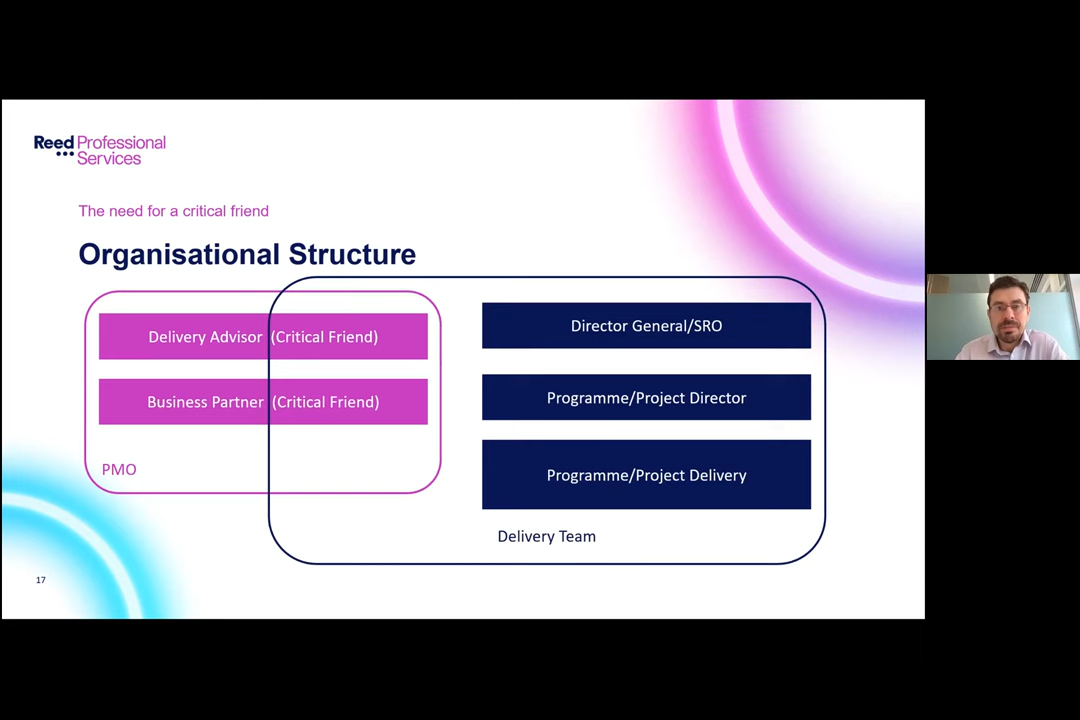 Reed Professional
Services
The need for a critical friend
Organisational Structure
Delivery Advisor (Critical Friend)
Business Partner (Critical Friend)
PMO
Director General/SRO
Programme/Project Director
Programme/Project Delivery
Delivery Team
17